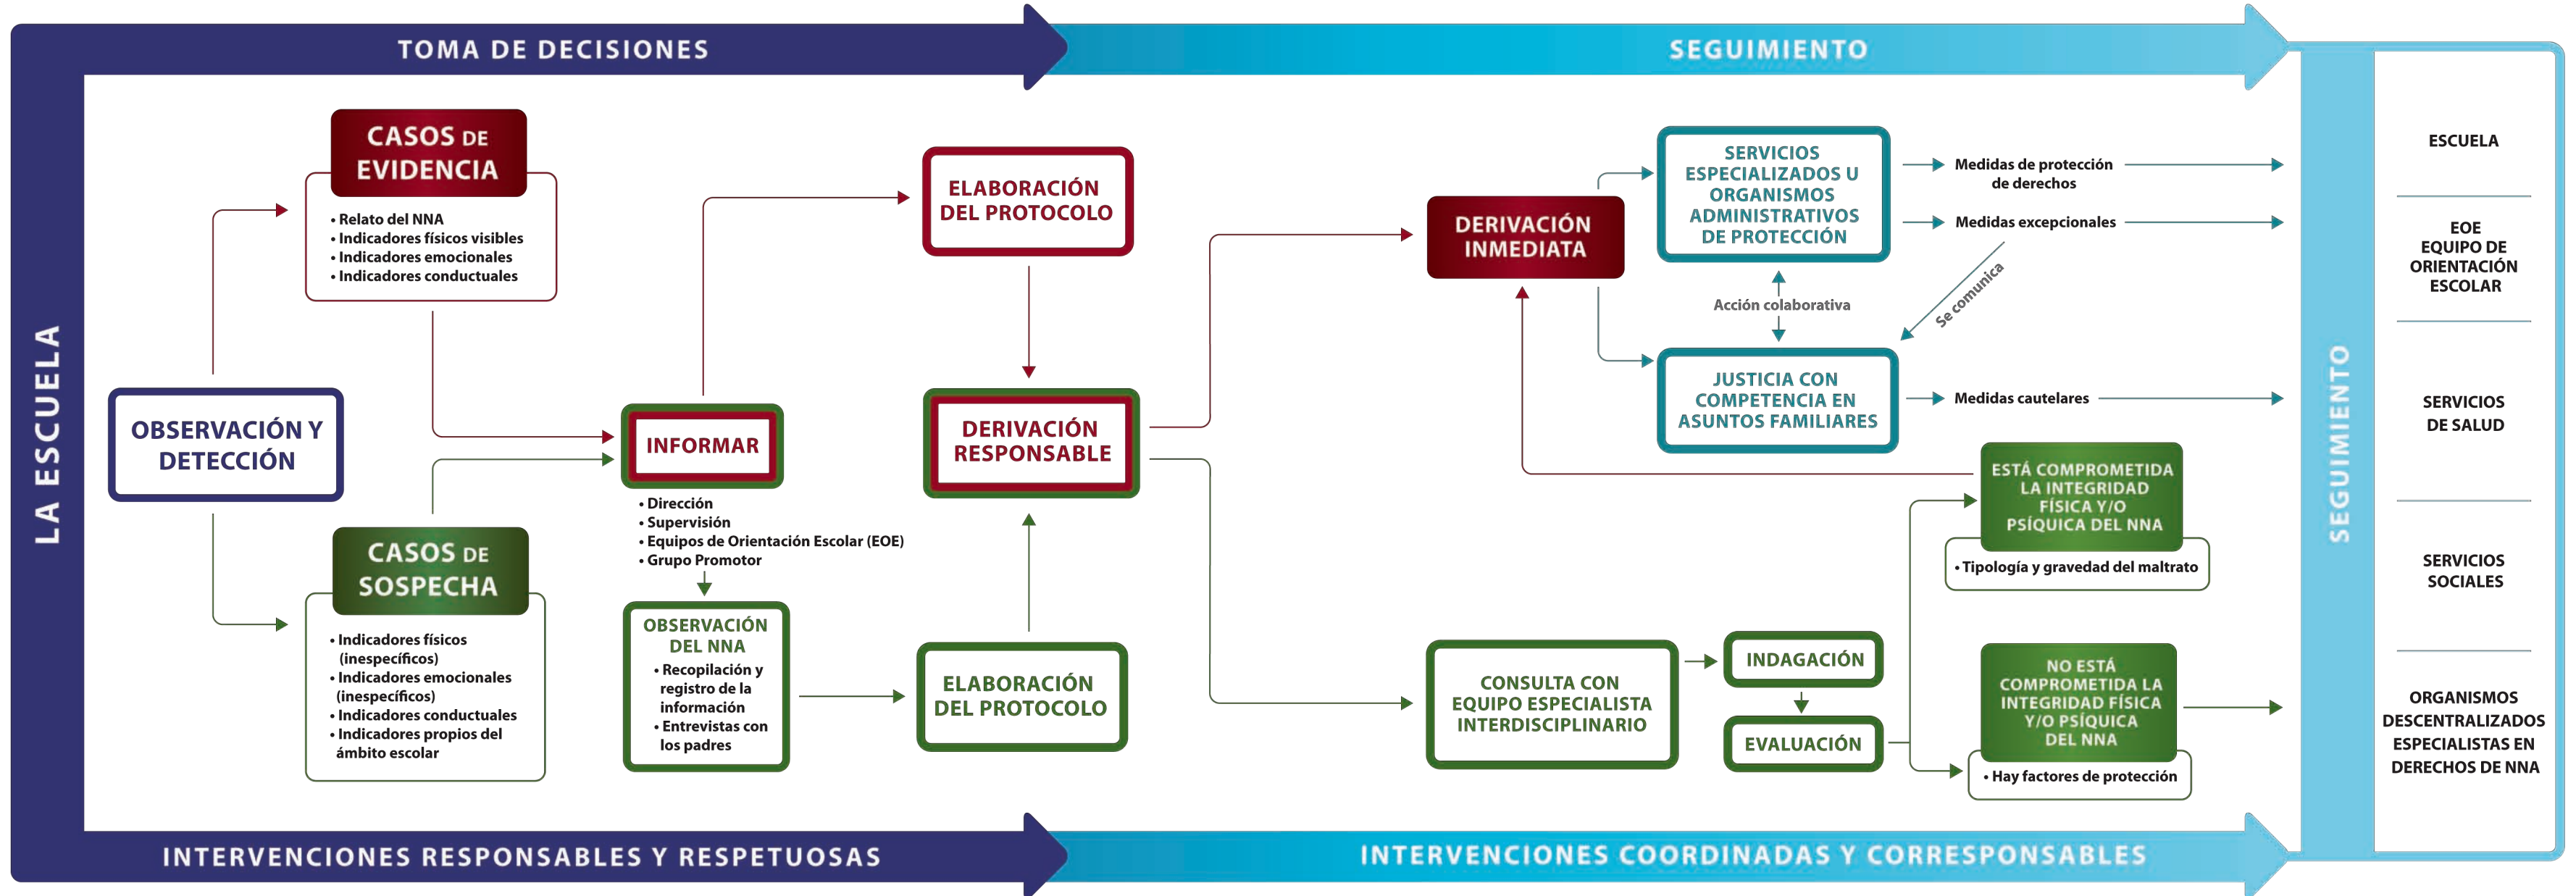 TOMA DE DECISIONES
SEGUIMIENTO
LA ESCUELA
OBSERVACIÓN Y
DETECCIÓN
CASOS DE
EVIDENCIA
• Relato del NNA
• Indicadores físicos visibles
• Indicadores emocionales
• Indicadores conductuales
CASOS DE
SOSPECHA
• Indicadores físicos
(inespecíficos)
• Indicadores emocionales
(inespecíficos)
• Indicadores conductuales
• Indicadores propios del
ámbito escolar
INFORMAR
• Dirección
• Supervisión
• Equipos de Orientación Escolar (EOE)
• Grupo Promotor
OBSERVACIÓN
DEL NNA
• Recopilación y
registro de la
información
• Entrevistas con
los padres
ELABORACIÓN
DEL PROTOCOLO
DERIVACIÓN
RESPONSABLE
ELABORACIÓN
DEL PROTOCOLO
DERIVACIÓN
INMEDIATA
SERVICIOS
ESPECIALIZADOS U
ORGANISMOS
ADMINISTRATIVOS
DE PROTECCIÓN
Medidas de protección
de derechos
Medidas excepcionales
Acción colaborativa
Se comunica
JUSTICIA CON
COMPETENCIA EN
ASUNTOS FAMILIARES
Medidas cautelares
ESTÁ COMPROMETIDA
LA INTEGRIDAD
FÍSICA Y/O
PSÍQUICA DEL NNA
• Tipología y gravedad del maltrato
CONSULTA CON
EQUIPO ESPECIALISTA
INTERDISCIPLINARIO
INDAGACIÓN
EVALUACIÓN
NO ESTÁ
COMPROMETIDA LA
INTEGRIDAD FÍSICA
Y/O PSÍQUICA
DEL NNA
• Hay factores de protección
SEGUIMIENTO
ESCUELA
EOE
EQUIPO DE
ORIENTACIÓN
ESCOLAR
SERVICIOS
DE SALUD
SERVICIOS
SOCIALES
ORGANISMOS
DESCENTRALIZADOS
ESPECIALISTAS EN
DERECHOS DE NNA
INTERVENCIONES RESPONSABLES Y RESPETUOSAS
INTERVENCIONES COORDINADAS Y CORRESPONSABLES